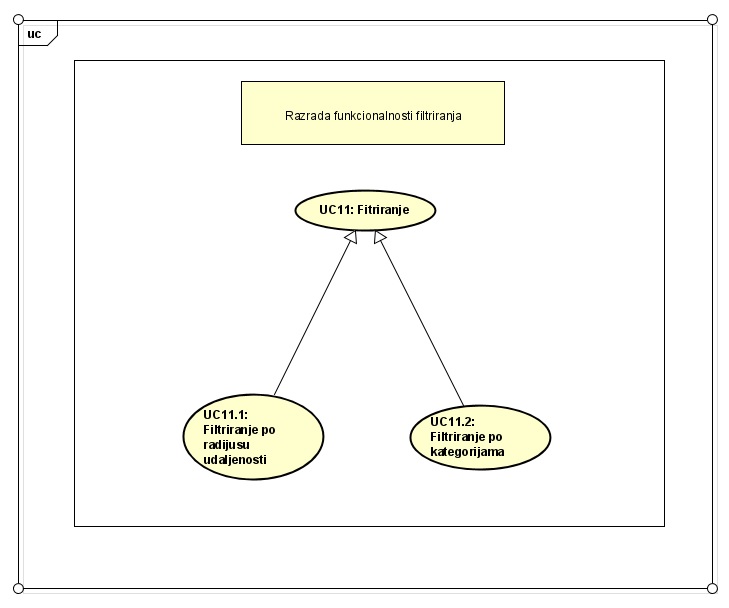 uc
Razrada funkcionalnosti filtriranja
UC11: Fitriranje
UC11.1:
Filtriranje po
radijusu
udaljenosti
UC11.2:
Filtriranje po
kategorijama